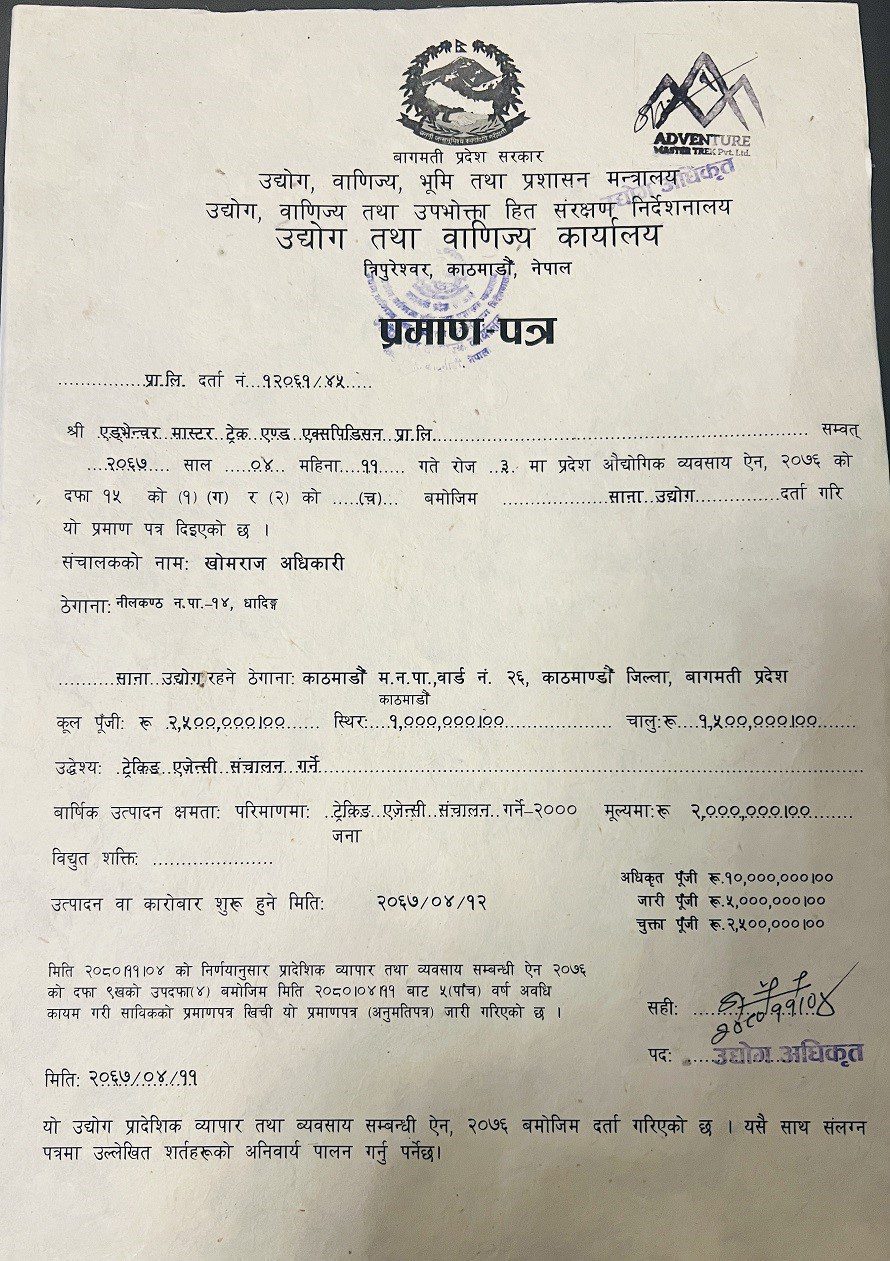 ADVENTURE
MASTER TREK Pvt. Ltd.
उद्योग अधिकृत
बागमती प्रदेश सरकार
उद्योग, वाणिज्य, भूमि तथा प्रशासन मन्त्रालय
उद्योग, वाणिज्य तथा उपभोक्ता हित संरक्षण निर्देशनालय
उद्योग तथा वाणिज्य कार्यालय
त्रिपुरेश्वर, काठमाडौं, नेपाल
प्रमाण-पत्र
................प्रा.लि. दर्ता नं...१२०६१/४५.....
श्री एड्भेन्चर मास्टर ट्रेक एण्ड एक्सपिडिसन प्रा.लि............ सम्वत्
...२०६७... साल ....०४... महिना...११.... गते रोज ..३. मा प्रदेश औद्योगिक व्यवसाय ऐन, २०७६ को
दफा १५ को (१) (ग) र (२) को .....(च)... बमोजिम ..................साना उद्योग...............दर्ता गरि
यो प्रमाण पत्र दिइएको छ ।
संचालकको नाम: खोमराज अधिकारी
ठेगाना: नीलकण्ठ न.पा.-१४, धादिङ्ग
..........साना उद्योग रहने ठेगाना: काठमाडौं म.न.पा.,वार्ड नं. २६, काठमाण्डौं जिल्ला, बागमती प्रदेश
काठमाडौं
कूल पूँजी: रू २,५००,०००।०० स्थिर: १,०००,०००।०० चालु:रू १,५००,०००।००
उद्धेश्य: ट्रेकिङ एजेन्सी संचालन गर्ने
वार्षिक उत्पादन क्षमता: परिमाणमा: ट्रेकिङ एजेन्सी संचालन गर्ने-२००० मूल्यमा:रू २,०००,०००।००
जना
विद्युत शक्ति: ......................
अधिकृत पूँजी रू.१०,०००,०००।००
जारी पूँजी रू.५,०००,०००।००
चुक्ता पूँजी रू.२,५००,०००।००
उत्पादन वा कारोबार शुरू हुने मिति: २०६७/०४/१२
मिति २०८०।११।०४ को निर्णयानुसार प्रादेशिक व्यापार तथा व्यवसाय सम्बन्धी ऐन २०७६
को दफा ९खको उपदफा(४) बमोजिम मिति २०८०।०४।११ बाट ५(पाँच) वर्ष अवधि
कायम गरी साविकको प्रमाणपत्र खिची यो प्रमाणपत्र (अनुमतिपत्र) जारी गरिएको छ ।
सही:
२०८०।११।०४
पद: उद्योग अधिकृत
मिति: २०६७/०४/११
यो उद्योग प्रादेशिक व्यापार तथा व्यवसाय सम्बन्धी ऐन, २०७६ बमोजिम दर्ता गरिएको छ । यसै साथ संलग्न
पत्रमा उल्लेखित शर्तहरूको अनिवार्य पालन गर्नु पर्नेछ।